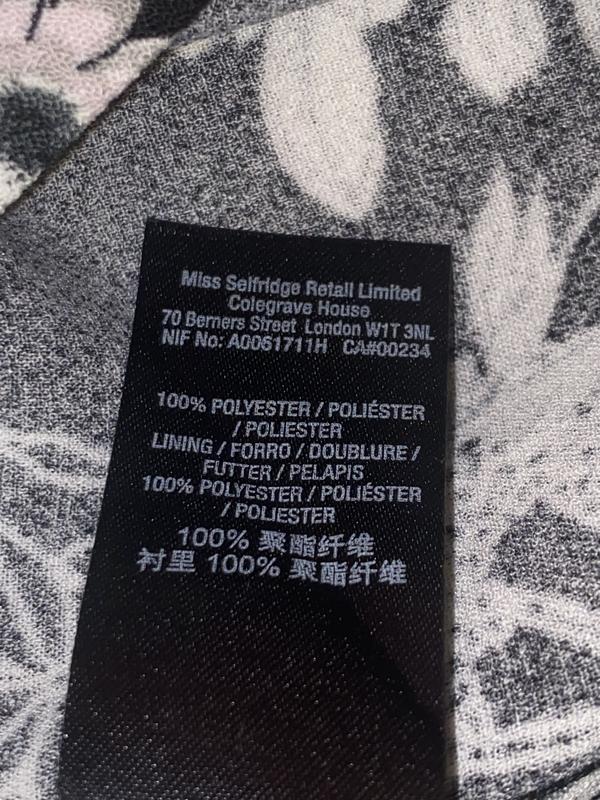 Miss Selfridge Retail Limited
Colegrave House
70 Berners Street London W1T 3NL
NIF No: A0061711H CA#00234
100% POLYESTER / POLIÉSTER
/ POLIESTER
LINING / FORRO / DOUBLURE /
FUTTER / PELAPIS
100% POLYESTER / POLIÉSTER
/ POLIESTER
100% 聚酯纤维
衬里 100% 聚酯纤维